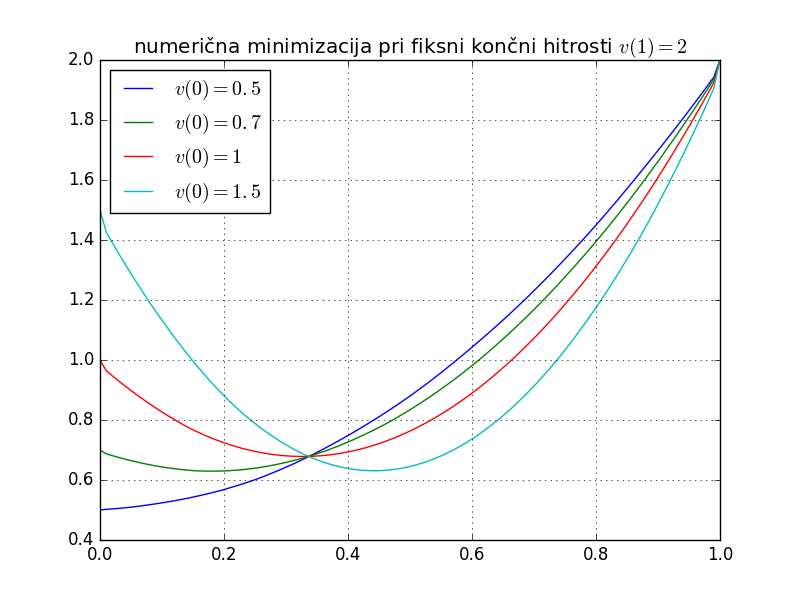 numerična minimizacija pri fiksni končni hitrosti v(1)=2
2.0
1.8
1.6
1.4
1.2
1.0
0.8
0.6
0.4
v(0)=0.5
v(0)=0.7
v(0)=1
v(0)=1.5
0.0 0.2 0.4 0.6 0.8 1.0